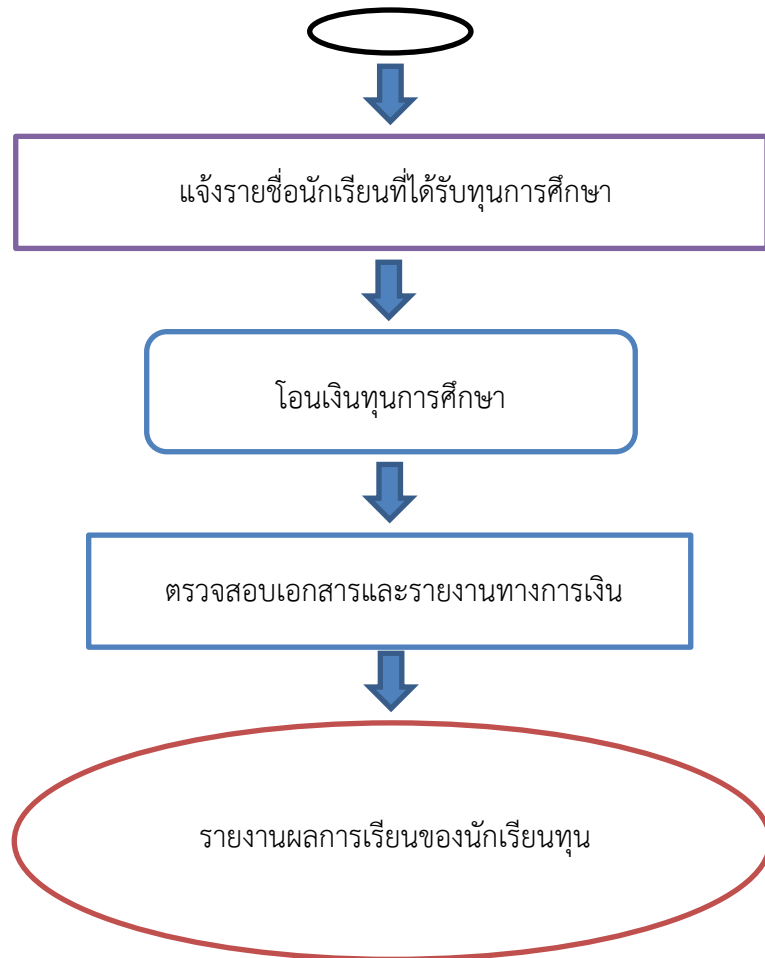 แจ้งรายชื่อนักเรียนที่ได้รับทุนการศึกษา
โอนเงินทุนการศึกษา
ตรวจสอบเอกสารและรายงานทางการเงิน
รายงานผลการเรียนของนักเรียนทุน